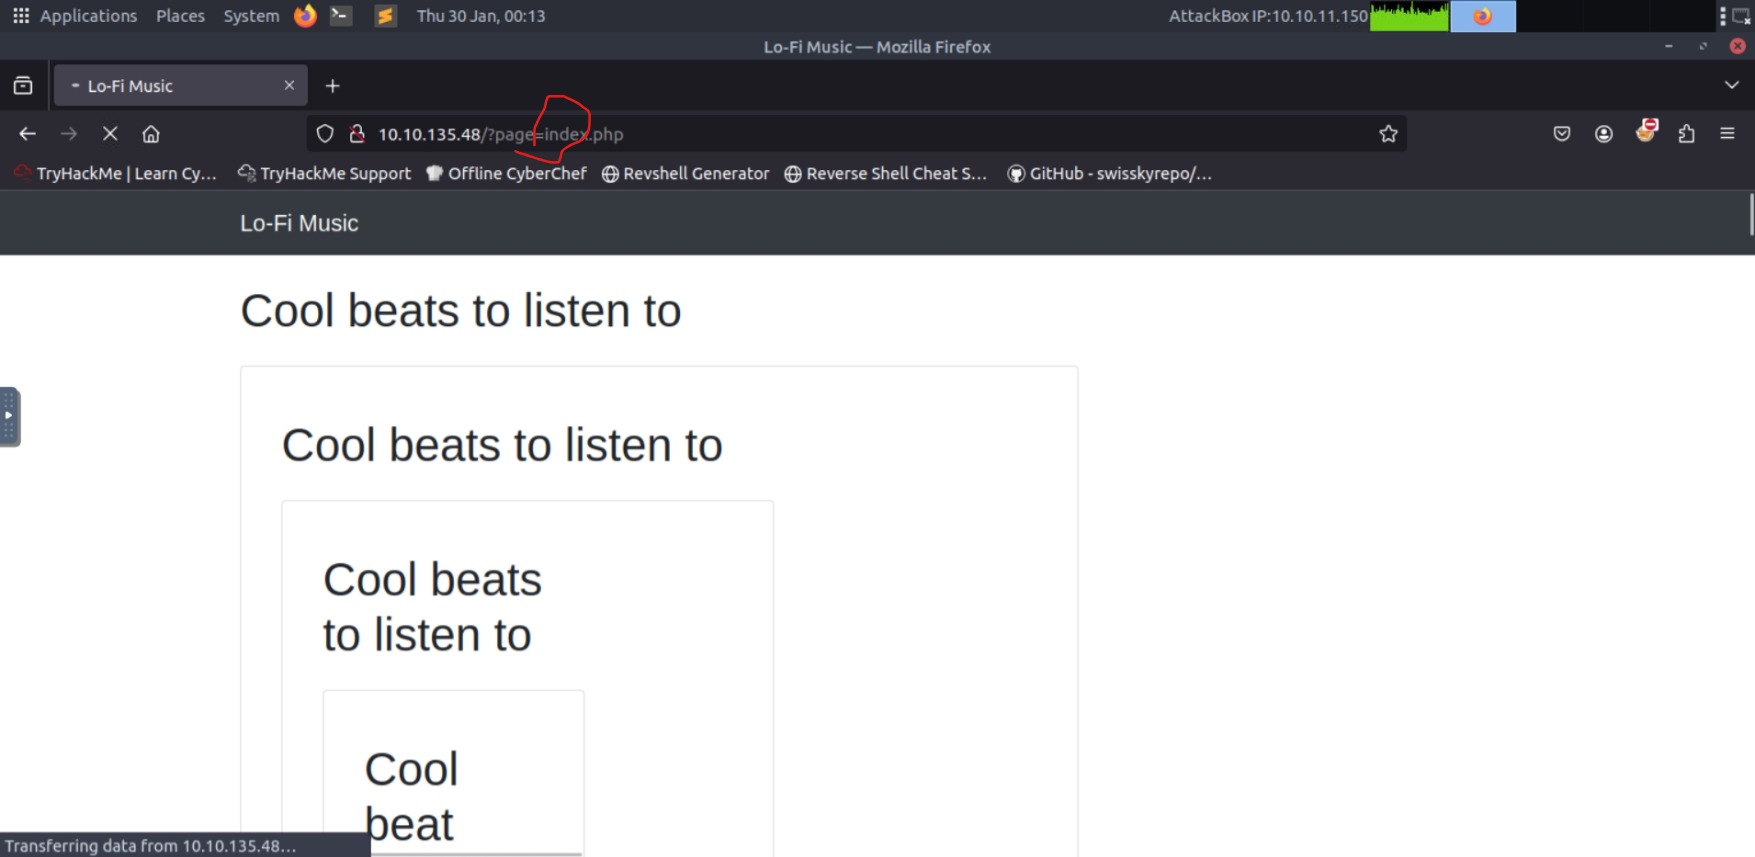 Applications Places System Thu 30 Jan, 00:13 AttackBox IP:10.10.11.150
Lo-Fi Music — Mozilla Firefox
Lo-Fi Music
10.10.135.48/?page=index.php
TryHackMe | Learn Cy... TryHackMe Support Offline CyberChef Revshell Generator Reverse Shell Cheat S... GitHub - swisskyrepo/...
Lo-Fi Music
Cool beats to listen to
Cool beats to listen to
Cool beats
to listen to
Cool
beat
Transferring data from 10.10.135.48...